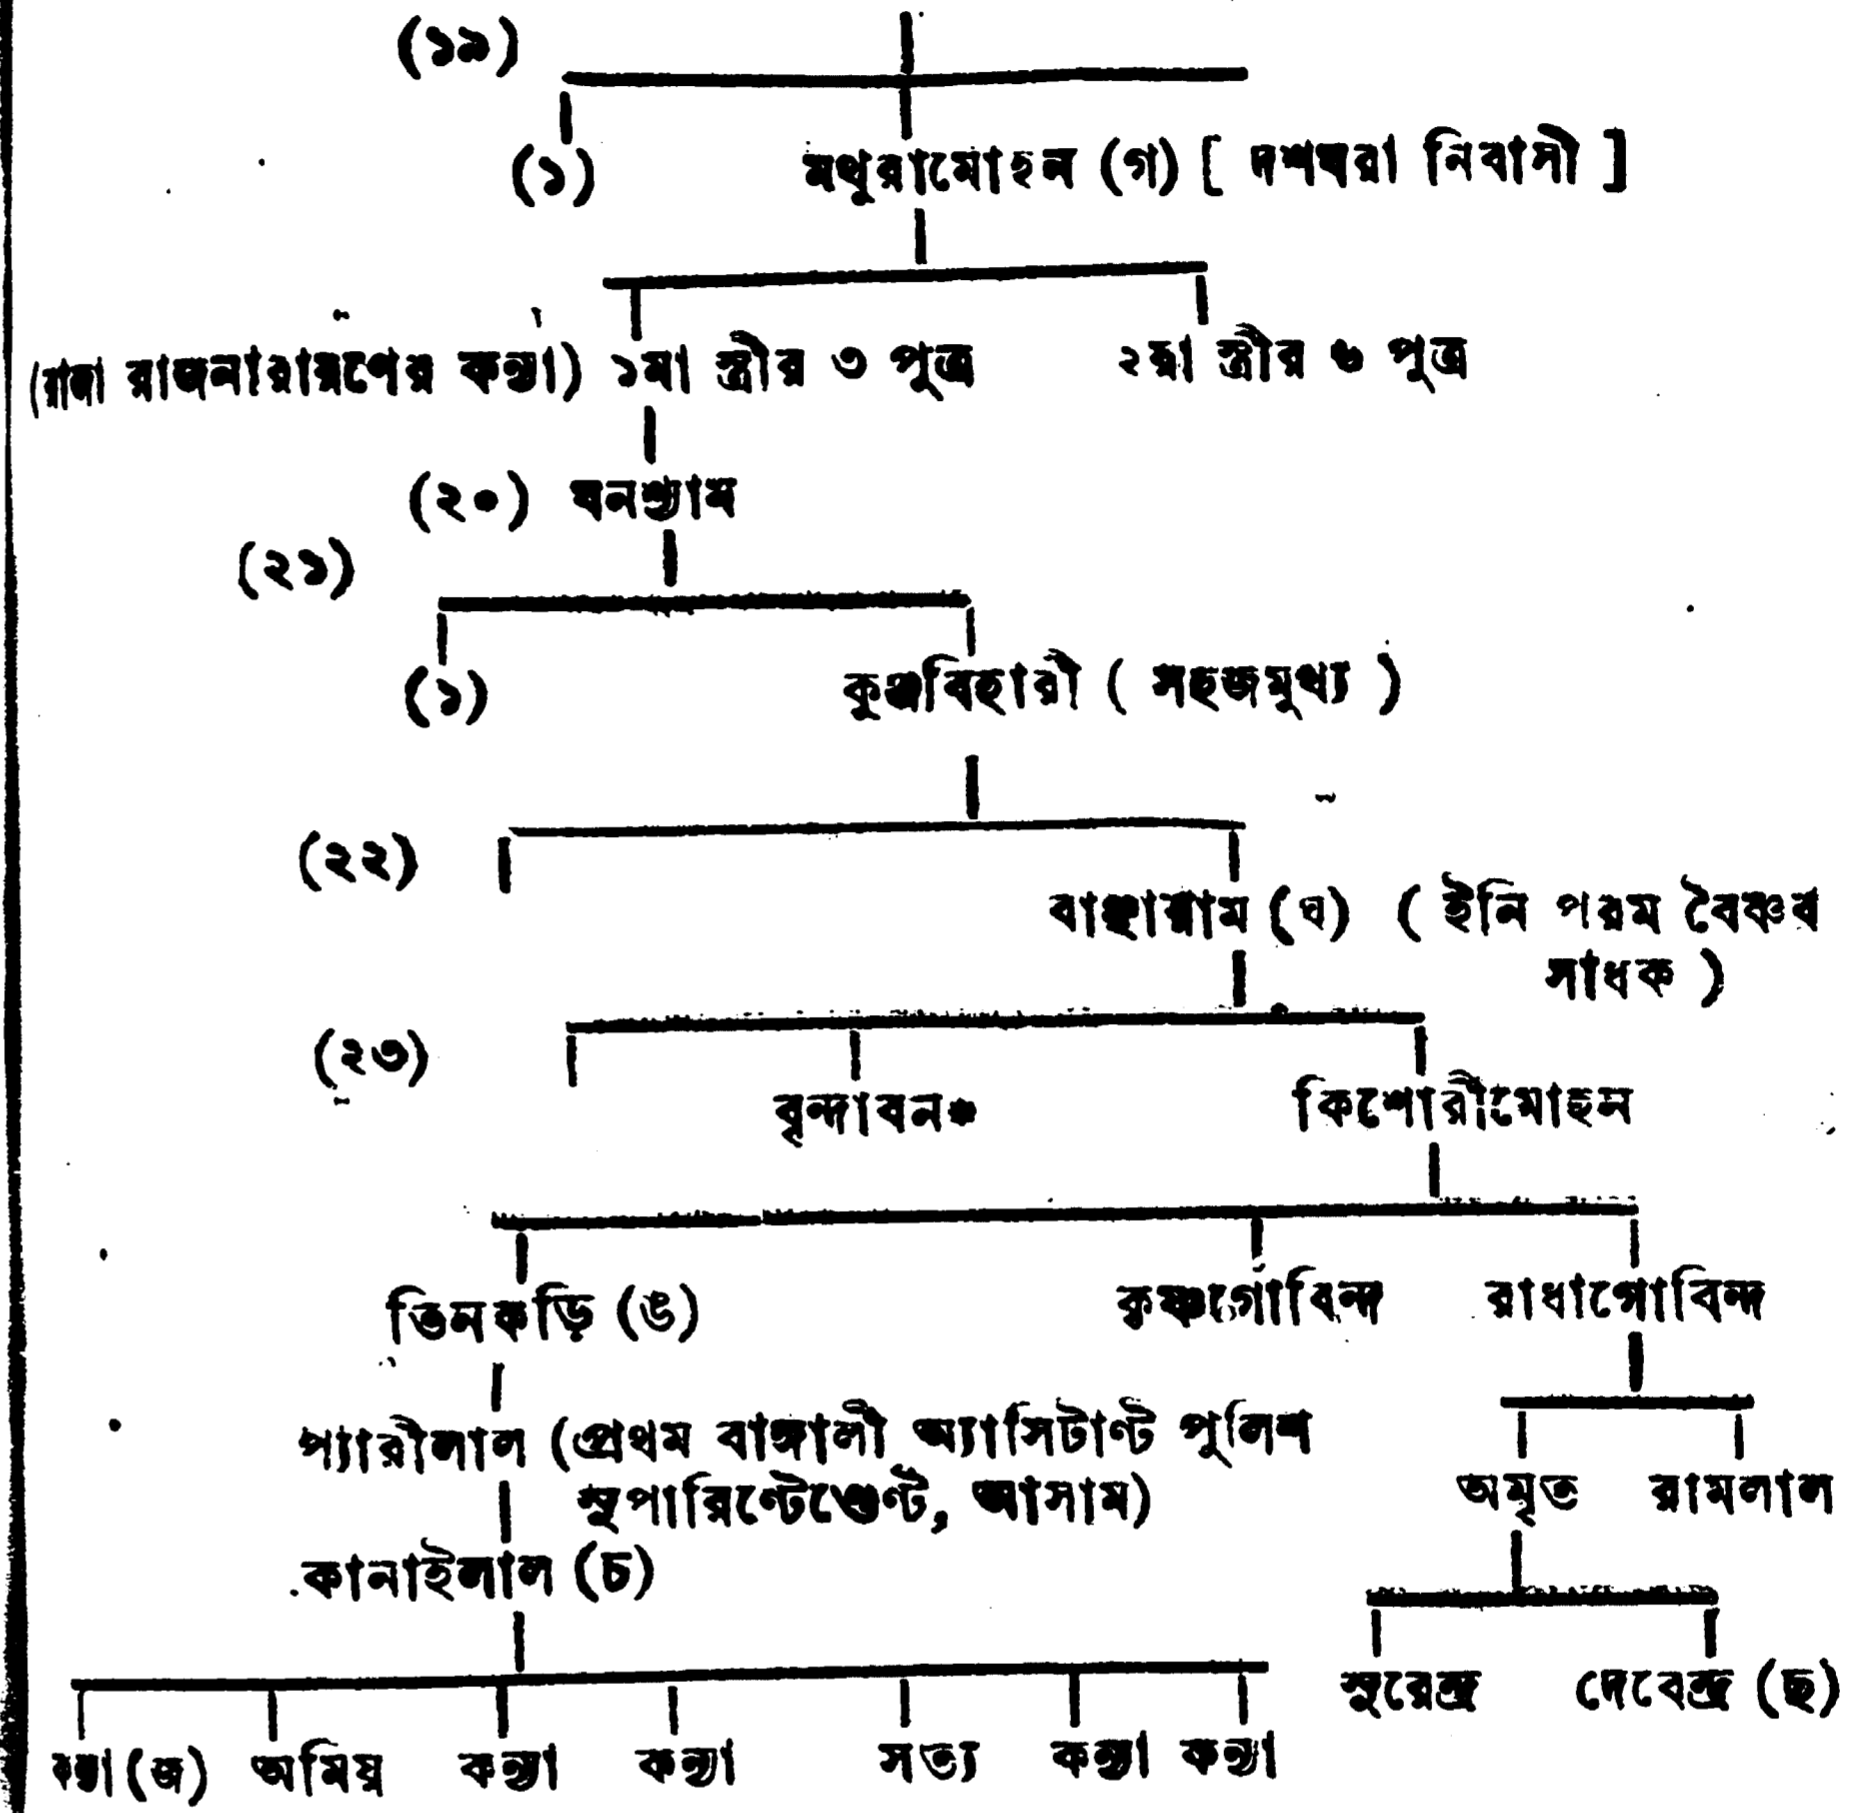 (১৯)
(১) মথুরামোহন (গ) [ দশঘরা নিবাসী ]
(রাজা রাজনারায়ণের কন্যা) ১মা স্ত্রীর ৩ পুত্র ২য়া স্ত্রীর ৬ পুত্র
(২০) ঘনশ্যাম
(২১)
(১) কুঞ্জবিহারী ( সহজমুখ্য )
(২২)
বাঞ্ছারাম (ঘ) ( ইনি পরম বৈষ্ণব
সাধক )
(২৩)
বৃন্দাবন* কিশোরীমোহন
তিনকড়ি (ঙ) কৃষ্ণগোবিন্দ রাধাগোবিন্দ
প্যারীলাল (প্রথম বাঙ্গালী অ্যাসিটাণ্ট পুলিশ
সুপারিণ্টেণ্ডেণ্ট, আসাম) অমৃত রামলাল
কানাইলাল (চ)
সুরেন্দ্র দেবেন্দ্র (ছ)
কন্যা (জ) অমিয় কন্যা কন্যা সত্য কন্যা কন্যা